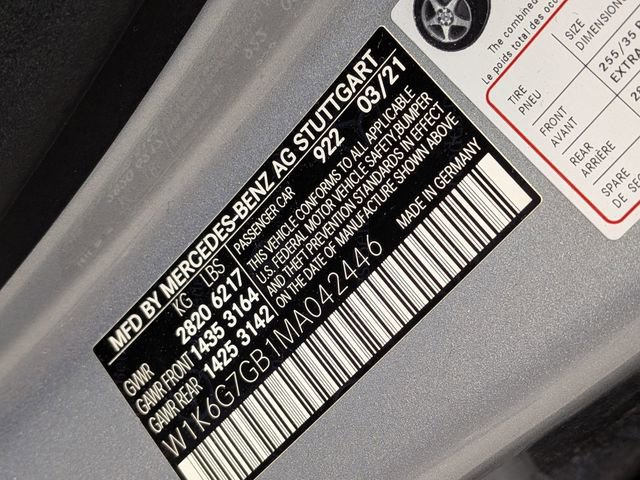 MFD BY MERCEDES-BENZ AG STUTTGART
922 03/21
KG LBS
GVWR 2820 6217
GAWR FRONT 1435 3164
GAWR REAR 1425 3142
PASSENGER CAR
THIS VEHICLE CONFORMS TO ALL APPLICABLE
U.S. FEDERAL MOTOR VEHICLE SAFETY BUMPER
AND THEFT PREVENTION STANDARDS IN EFFECT
ON THE DATE OF MANUFACTURE SHOWN ABOVE
MADE IN GERMANY
W1K6G7GB1MA042446
The combined
Le poids total des occ
TIRE
PNEU
SIZE
DIMENSIONS
FRONT
AVANT
255/35
EXTRA
REAR
ARRIÈRE
SPARE
DE SEC